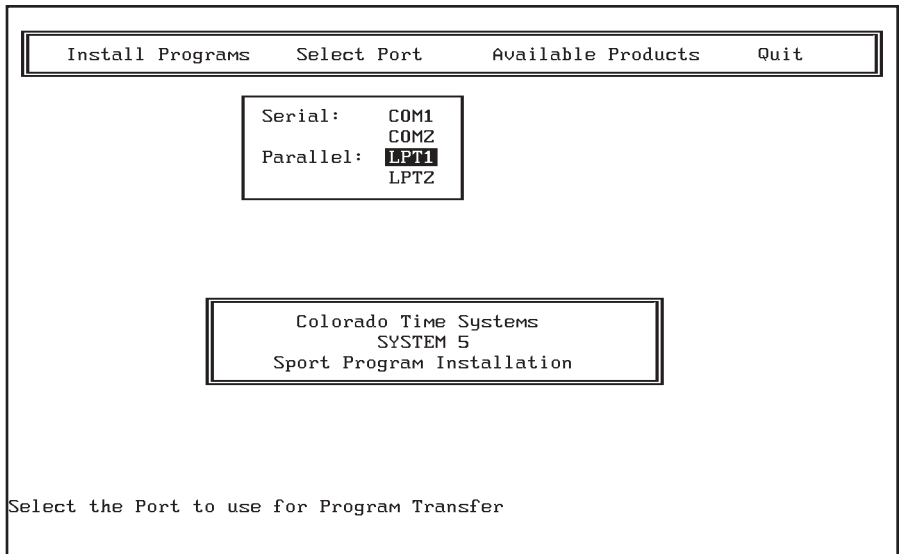 Install Programs Select Port Available Products Quit
Serial: COM1
COM2
Parallel: LPT1
LPT2
Colorado Time Systems
SYSTEM 5
Sport Program Installation
Select the Port to use for Program Transfer